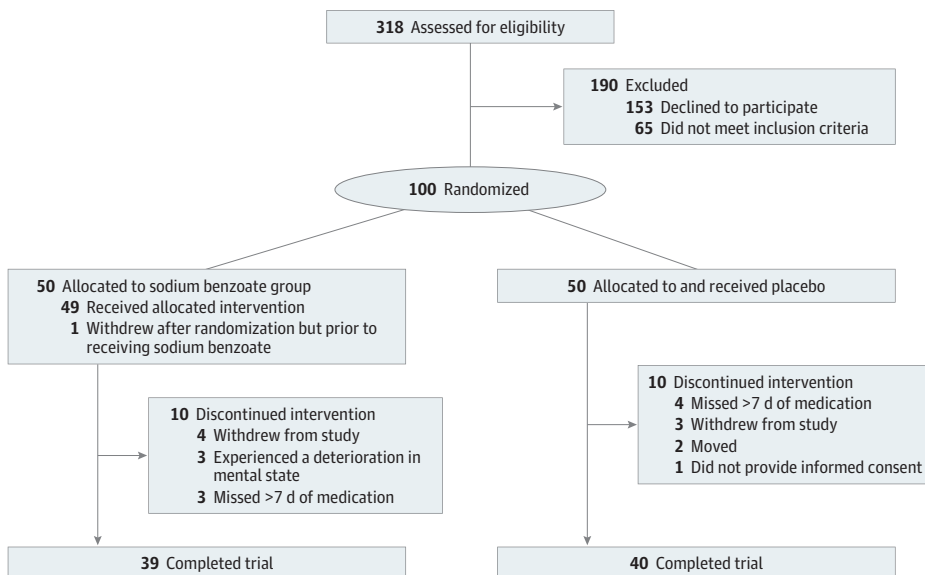 318 Assessed for eligibility
190 Excluded
153 Declined to participate
65 Did not meet inclusion criteria
100 Randomized
50 Allocated to sodium benzoate group
49 Received allocated intervention
1 Withdrew after randomization but prior to
receiving sodium benzoate
50 Allocated to and received placebo
10 Discontinued intervention
4 Withdrew from study
3 Experienced a deterioration in
mental state
3 Missed >7 d of medication
10 Discontinued intervention
4 Missed >7 d of medication
3 Withdrew from study
2 Moved
1 Did not provide informed consent
39 Completed trial
40 Completed trial